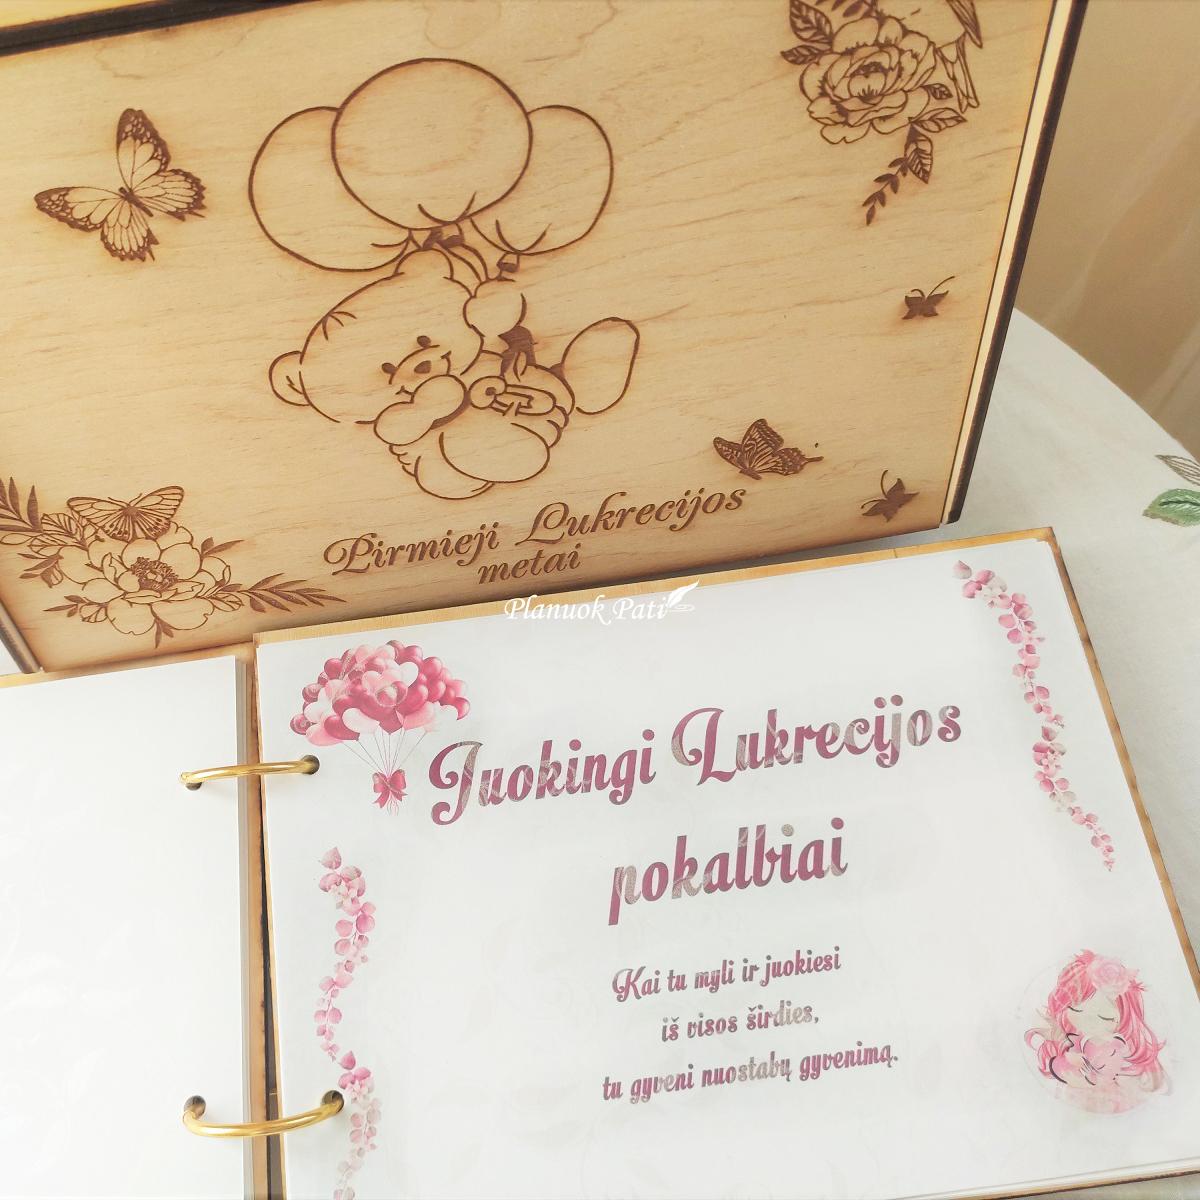 Pirmieji Lukrecijos
metai
Planuok Pati
Juokingi Lukrecijos
pokalbiai
Kai tu myli ir juokiesi
iš visos širdies,
tu gyveni nuostabų gyvenimą.